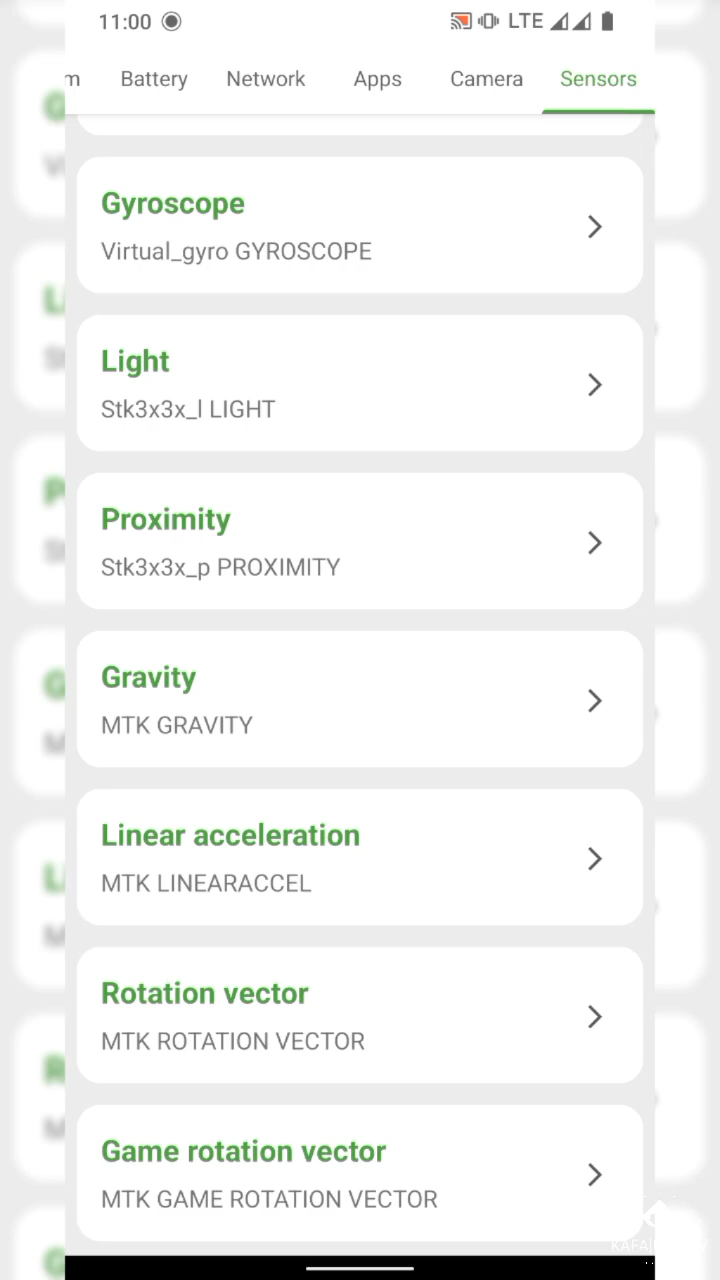 11:00 LTE
m Battery Network Apps Camera Sensors
Gyroscope
Virtual_gyro GYROSCOPE
Light
Stk3x3x_l LIGHT
Proximity
Stk3x3x_p PROXIMITY
Gravity
MTK GRAVITY
Linear acceleration
MTK LINEARACCEL
Rotation vector
MTK ROTATION VECTOR
Game rotation vector
MTK GAME ROTATION VECTOR